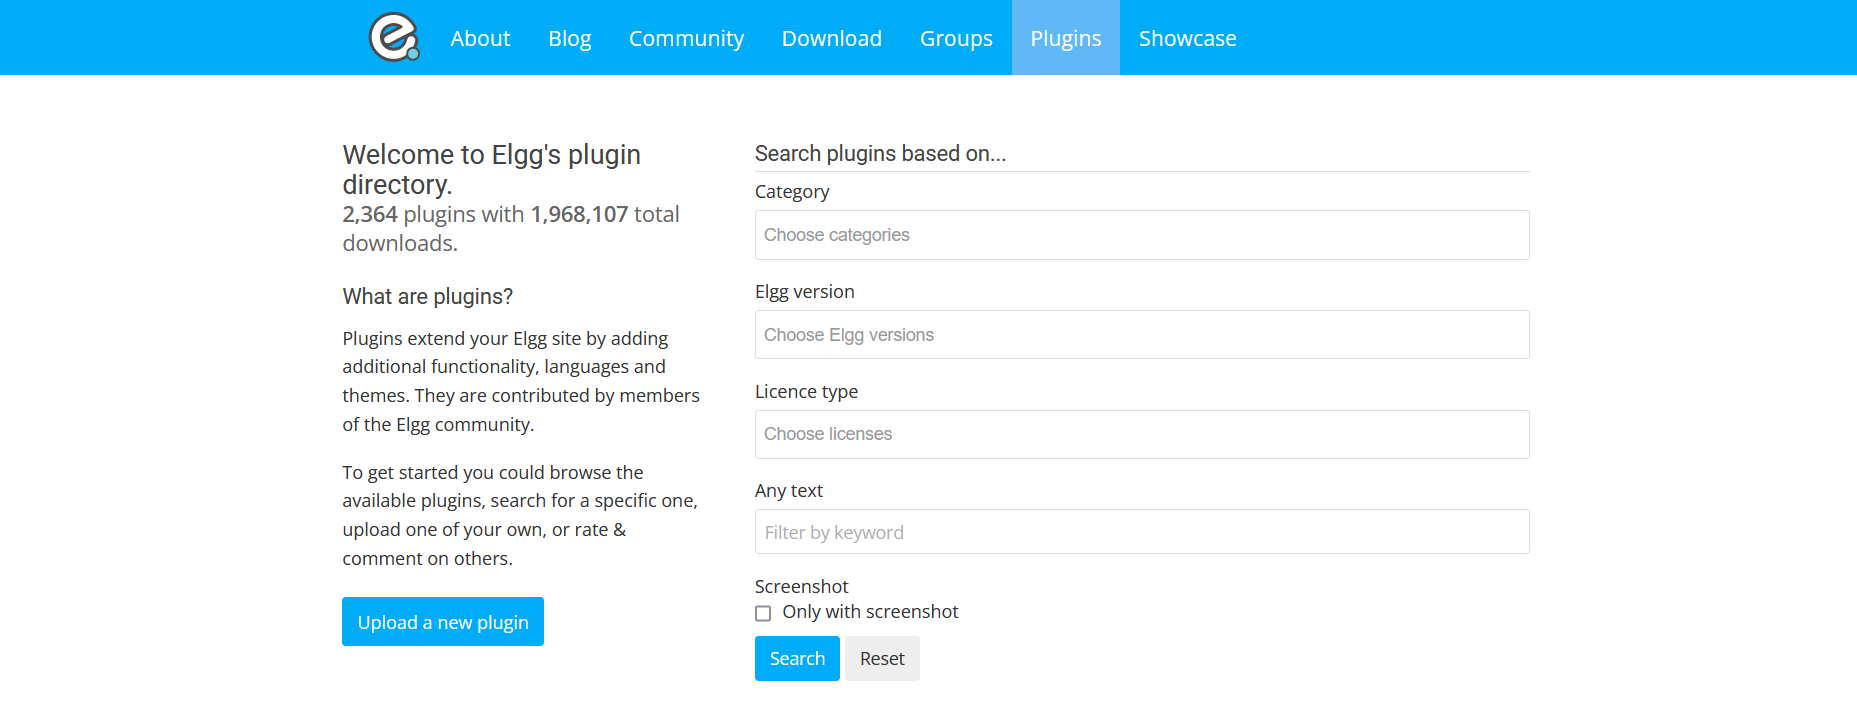 About Blog Community Download Groups Plugins Showcase
Welcome to Elgg's plugin
directory.
2,364 plugins with 1,968,107 total
downloads.
What are plugins?
Plugins extend your Elgg site by adding
additional functionality, languages and
themes. They are contributed by members
of the Elgg community.
To get started you could browse the
available plugins, search for a specific one,
upload one of your own, or rate &
comment on others.
Upload a new plugin
Search plugins based on...
Category
Choose categories
Elgg version
Choose Elgg versions
Licence type
Choose licenses
Any text
Filter by keyword
Screenshot
Only with screenshot
Search Reset